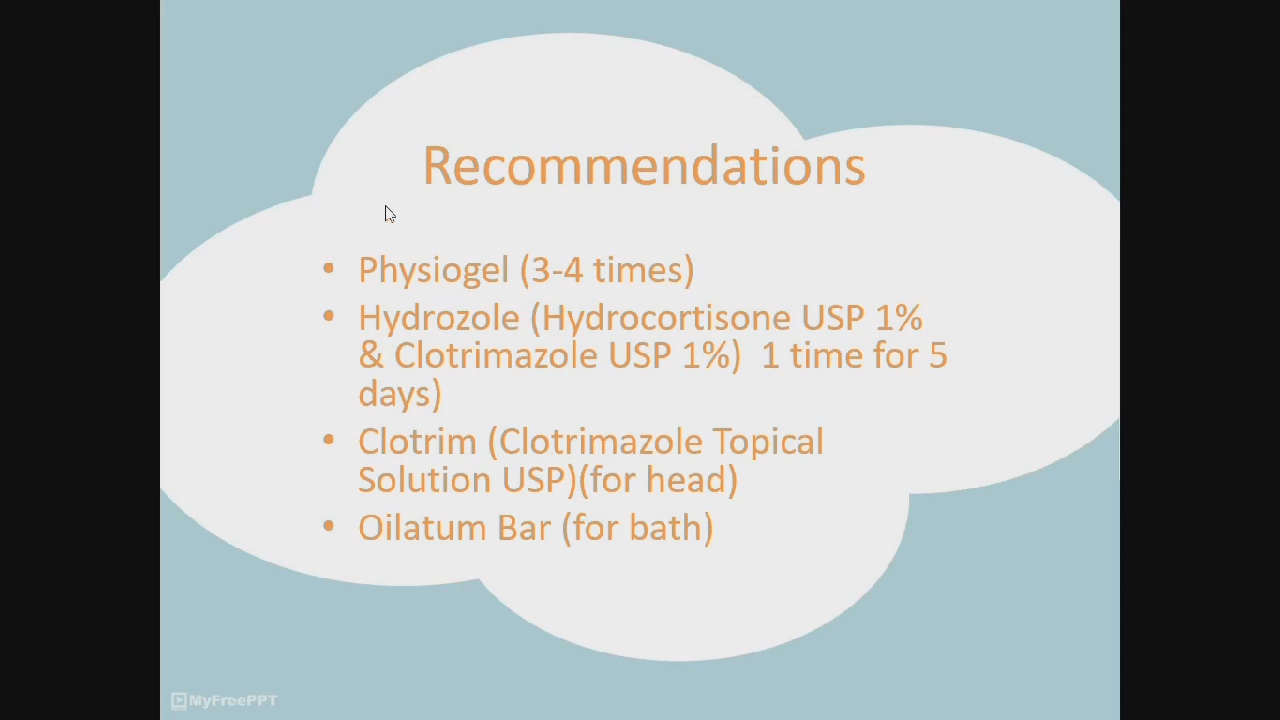 Recommendations
• Physiogel (3-4 times)
• Hydrozole (Hydrocortisone USP 1%
& Clotrimazole USP 1%)  1 time for 5
days)
• Clotrim (Clotrimazole Topical
Solution USP)(for head)
• Oilatum Bar (for bath)
MyFreePPT